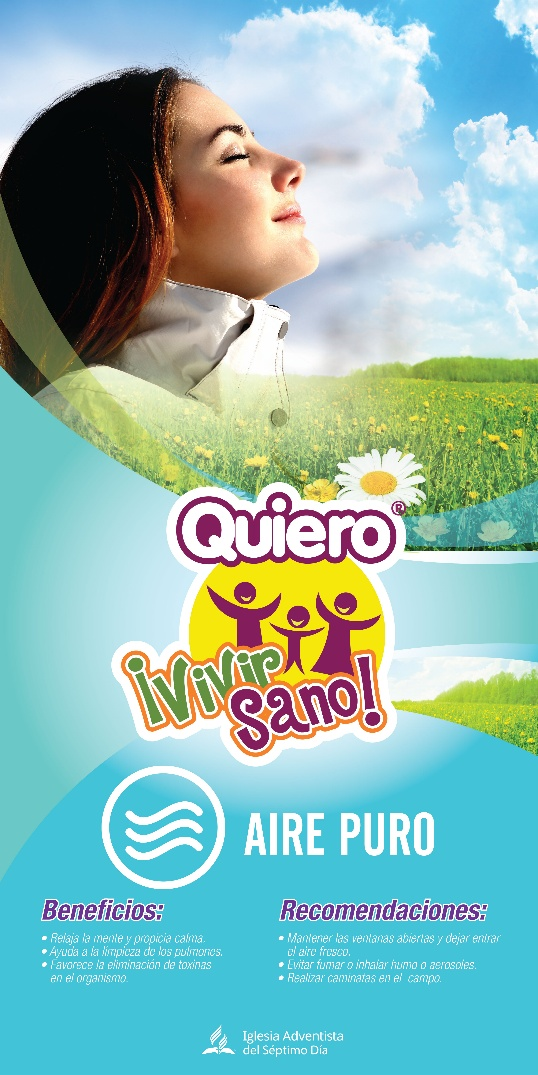 Quiero®
¡Vivir
Sano!
AIRE PURO
Beneficios:
• Relaja la mente y propicia calma.
• Ayuda a la limpieza de los pulmones.
• Favorece la eliminación de toxinas
en el organismo.
Recomendaciones:
• Mantener las ventanas abiertas y dejar entrar
el aire fresco.
• Evitar fumar o inhalar humo o aerosoles.
• Realizar caminatas en el campo.
Iglesia Adventista
del Séptimo Día